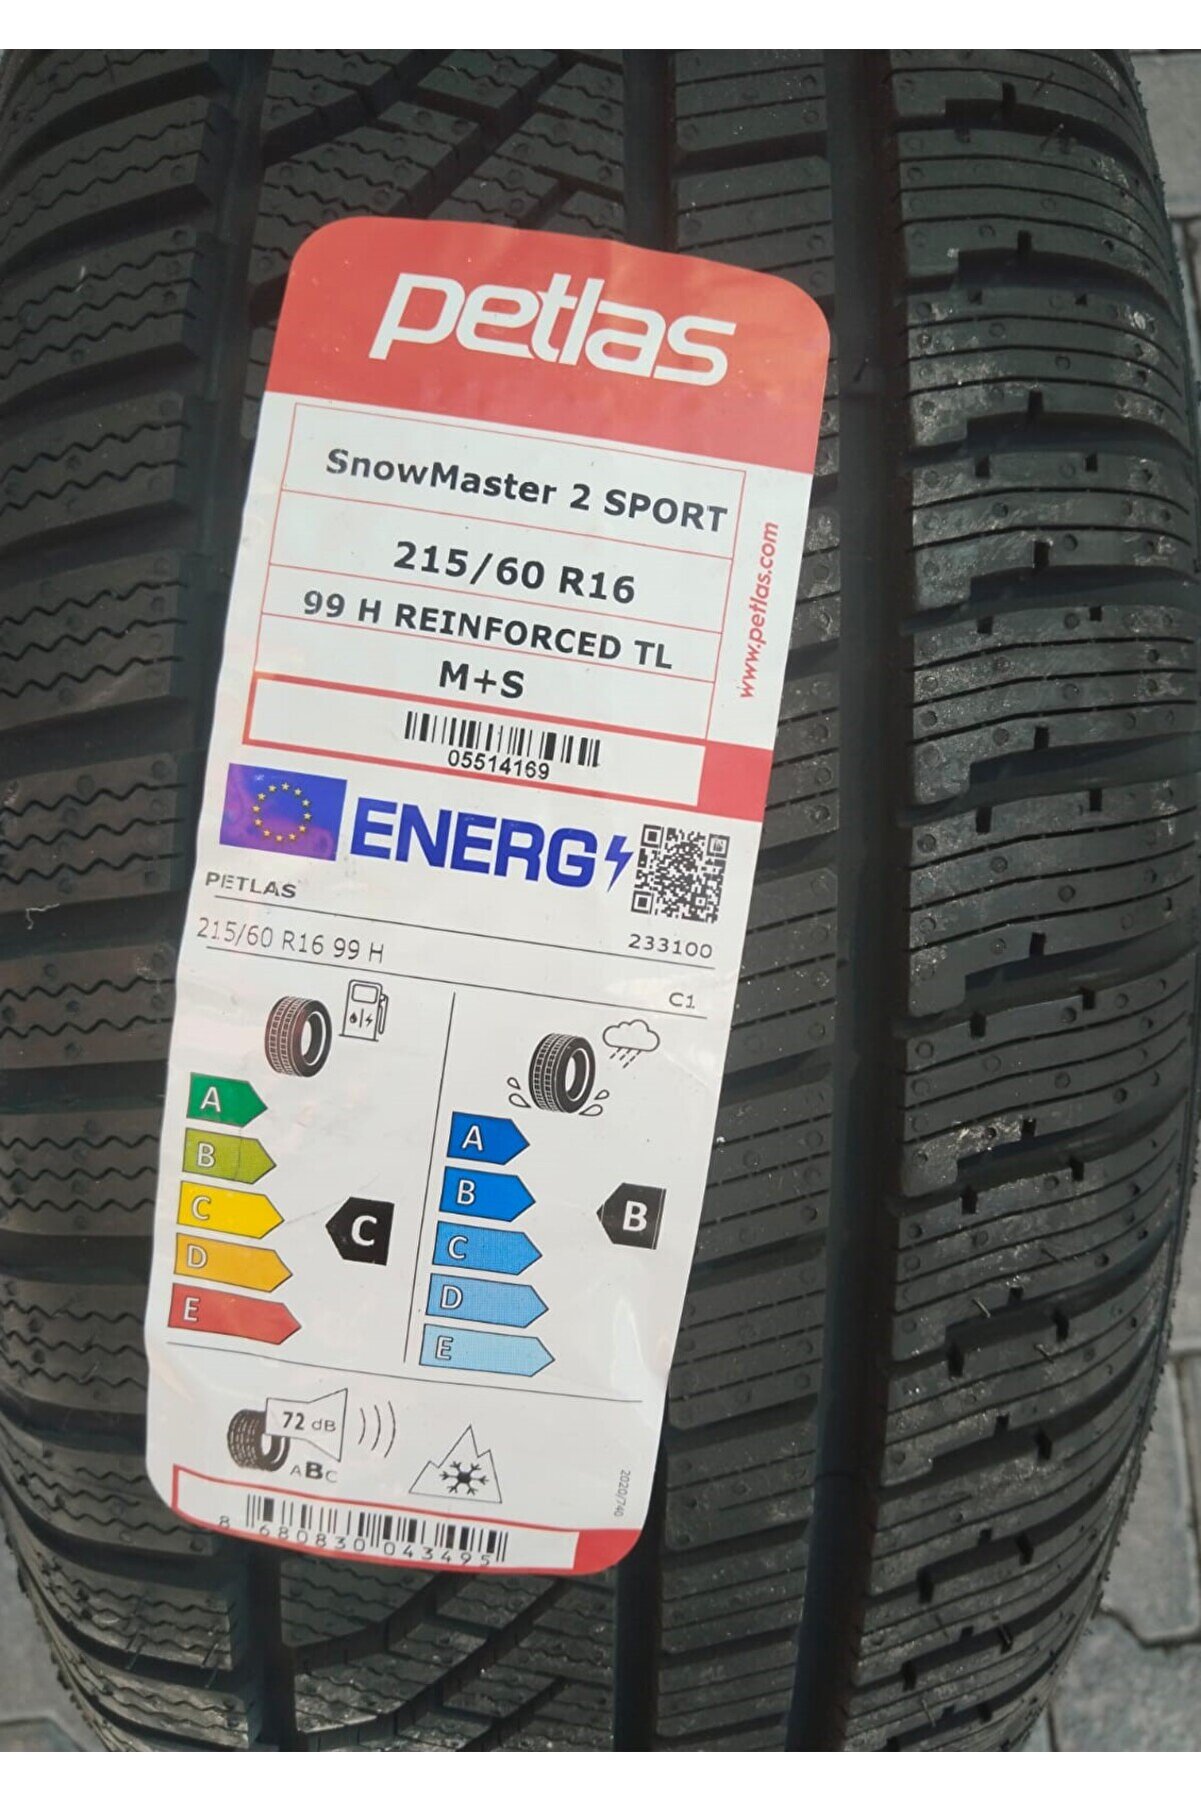 petlas
SnowMaster 2 SPORT
215/60 R16
99 H REINFORCED TL
M+S
www.petlas.com
05514169
ENERG
PETLAS
233100
215/60 R16 99 H
C1
A
B
C
D
E
C
A
B
C
D
E
B
72 dB
ABC
2020/740
8 680830 043495